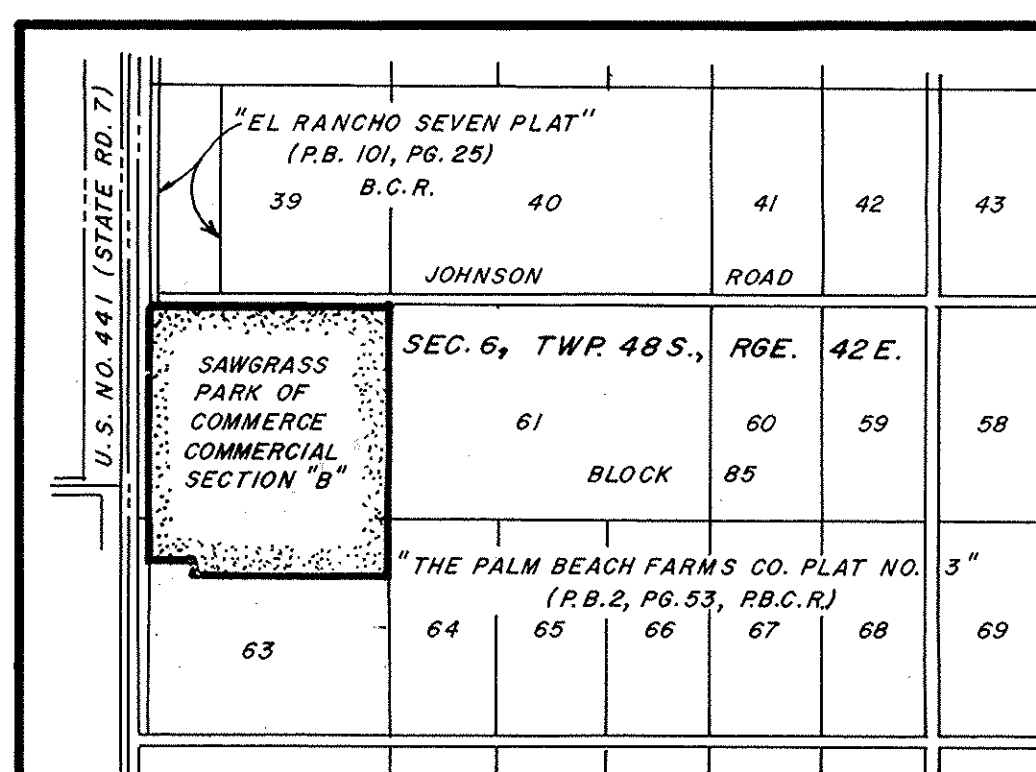 U.S. NO. 441 (STATE RD. 7)
"EL RANCHO SEVEN PLAT"
(P.B. 101, PG. 25)
B.C.R.
39 40 41 42 43
JOHNSON ROAD
SEC. 6, TWP. 48 S., RGE. 42 E.
SAWGRASS
PARK OF
COMMERCE
COMMERCIAL
SECTION "B"
61 60 59 58
BLOCK 85
"THE PALM BEACH FARMS CO. PLAT NO. 3"
(P.B. 2, PG. 53, P.B.C.R.)
63 64 65 66 67 68 69